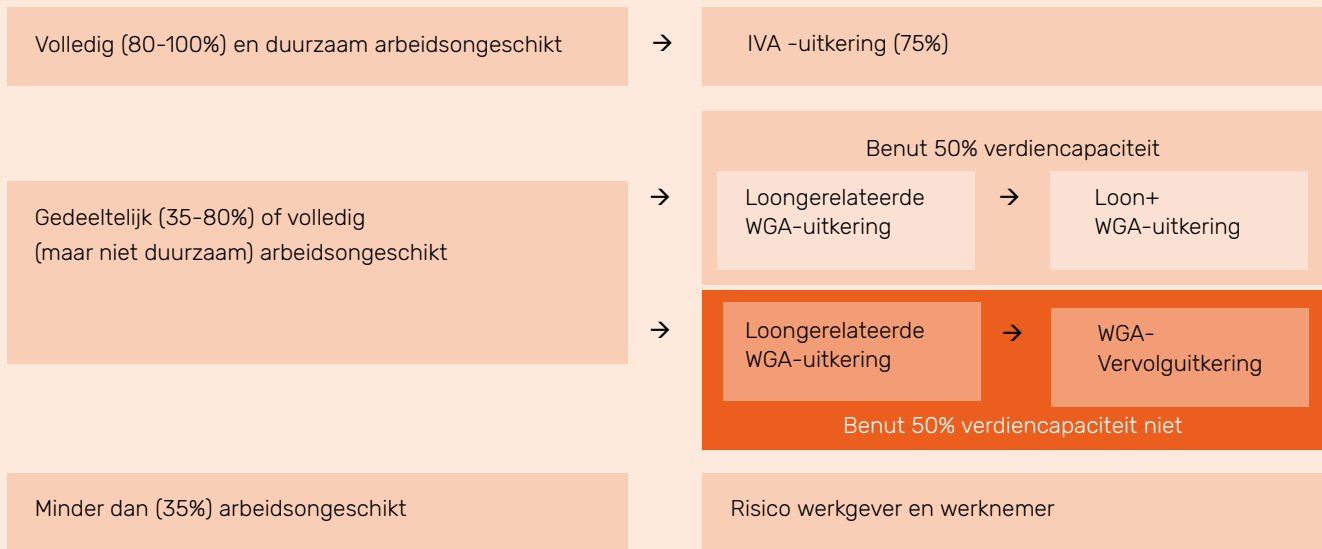 Volledig (80-100%) en duurzaam arbeidsongeschikt
→
IVA -uitkering (75%)
Gedeeltelijk (35-80%) of volledig
(maar niet duurzaam) arbeidsongeschikt
→
Benut 50% verdiencapaciteit
Loongerelateerde
WGA-uitkering
→
Loon+
WGA-uitkering
→
Loongerelateerde
WGA-uitkering
→
WGA-
Vervolguitkering
Benut 50% verdiencapaciteit niet
Minder dan (35%) arbeidsongeschikt
Risico werkgever en werknemer